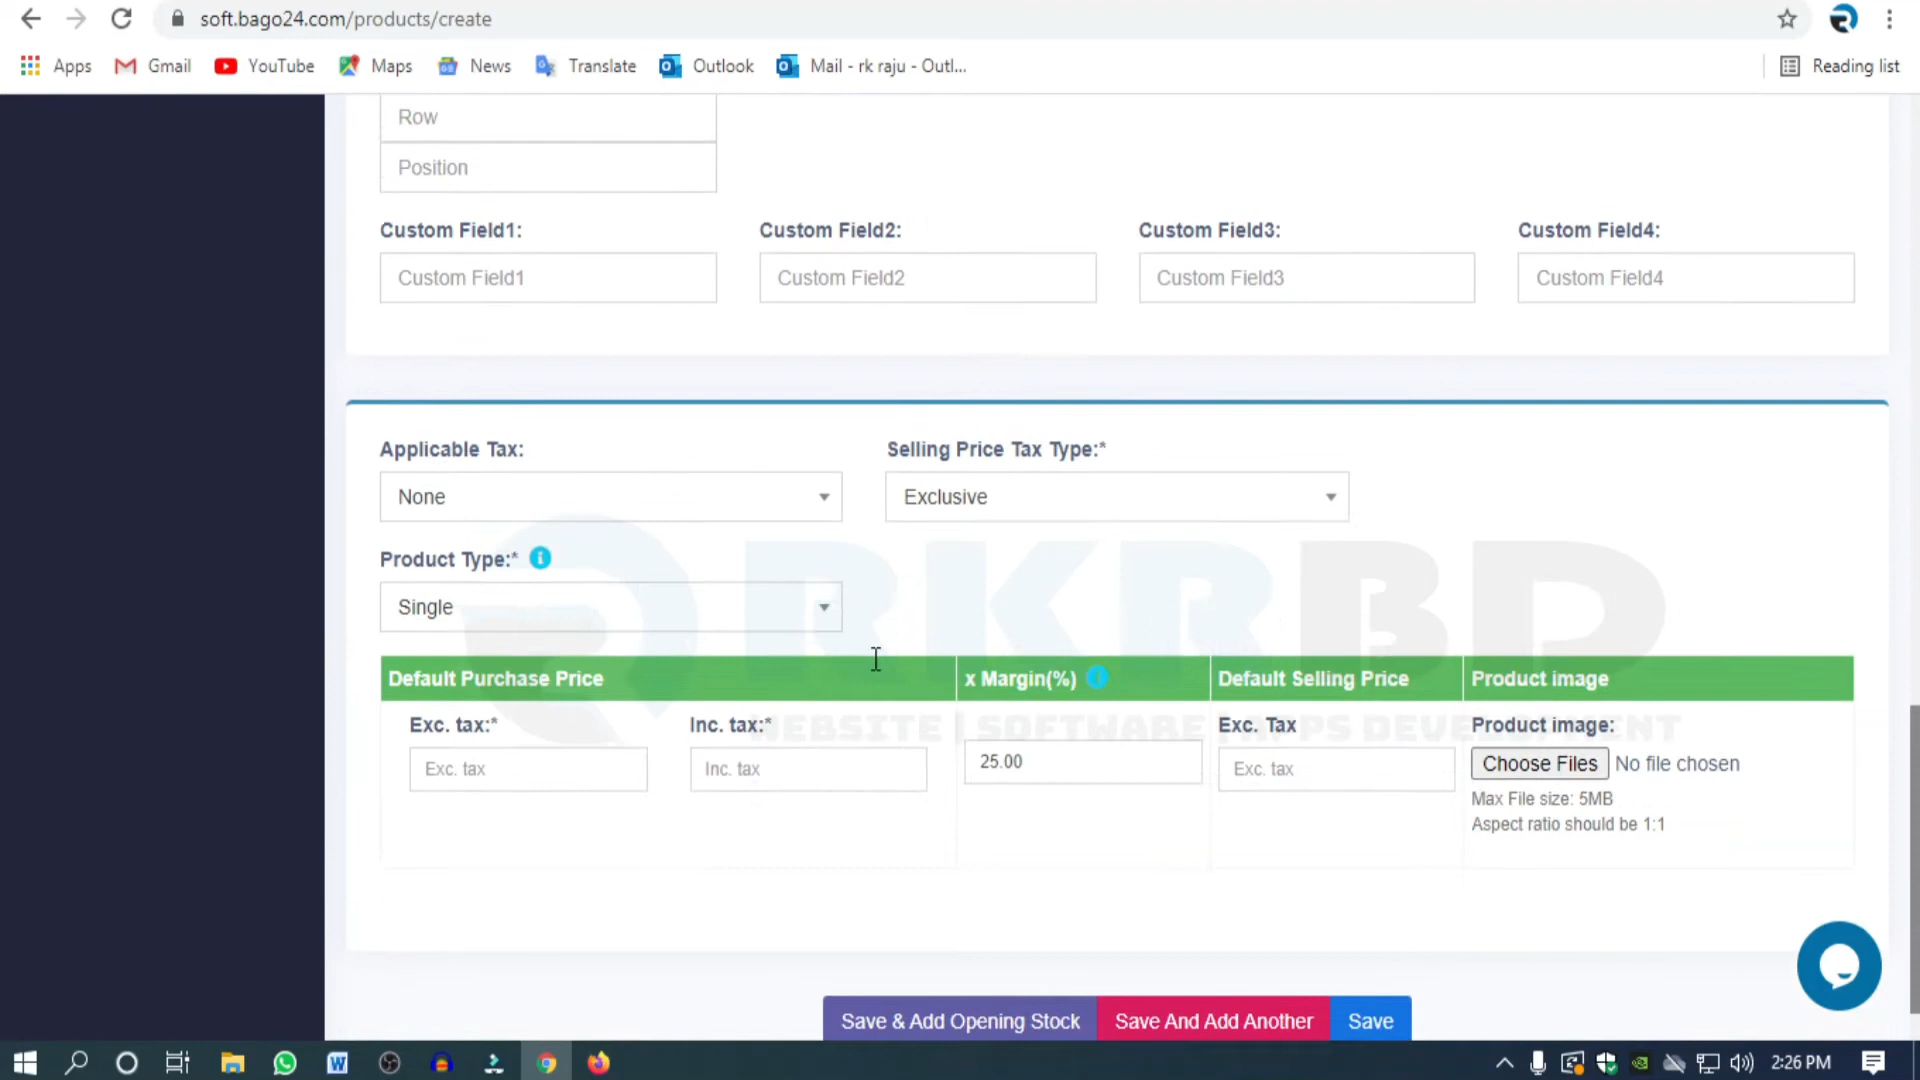 soft.bago24.com/products/create
Apps Gmail YouTube Maps News Translate Outlook Mail - rk raju - Outl... Reading list
Row
Position
Custom Field1: Custom Field2: Custom Field3: Custom Field4:
Custom Field1 Custom Field2 Custom Field3 Custom Field4
Applicable Tax: Selling Price Tax Type:*
None Exclusive
Product Type:*
Single
RKRBD
Default Purchase Price x Margin(%) Default Selling Price Product image
Exc. tax:* Inc. tax:* Exc. Tax Product image:
WEBSITE | SOFTWARE | APPS DEVELOPMENT
Exc. tax Inc. tax 25.00 Exc. tax Choose Files No file chosen
Max File size: 5MB
Aspect ratio should be 1:1
Save & Add Opening Stock Save And Add Another Save
2:26 PM